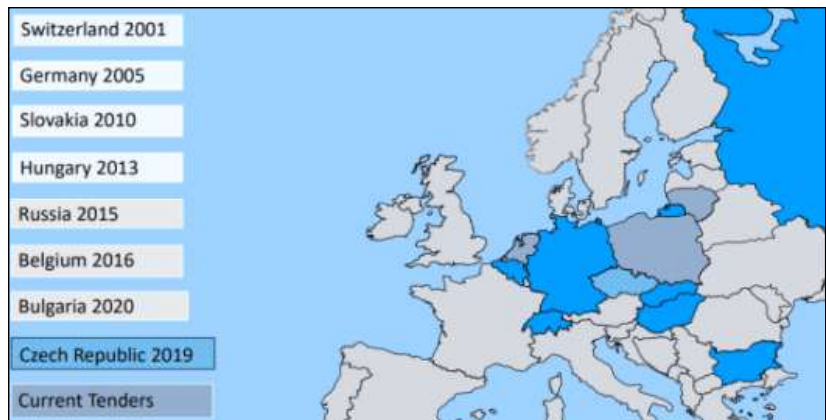 Switzerland 2001
Germany 2005
Slovakia 2010
Hungary 2013
Russia 2015
Belgium 2016
Bulgaria 2020
Czech Republic 2019
Current Tenders